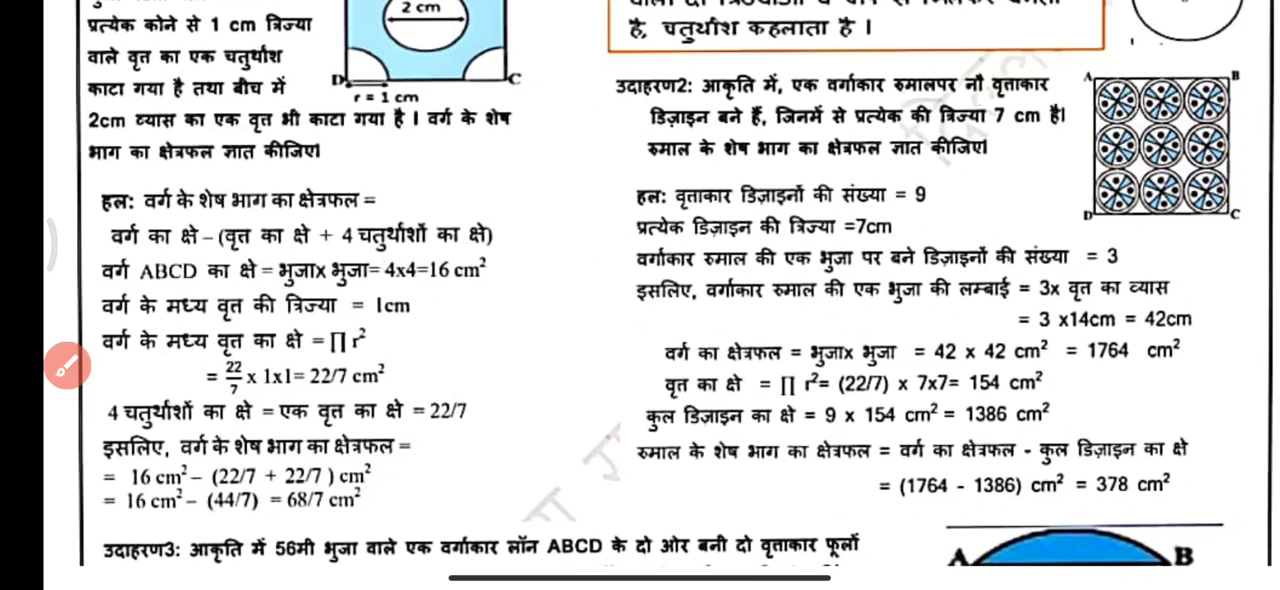 प्रत्येक कोने से 1 cm त्रिज्या
वाले वृत का एक चतुर्थांश
काटा गया है तथा बीच में
2cm व्यास का एक वृत्त भी काटा गया है । वर्ग के शेष
भाग का क्षेत्रफल ज्ञात कीजिए।
2 cm
D
C
r = 1 cm
हल: वर्ग के शेष भाग का क्षेत्रफल =
वर्ग का क्षे – (वृत्त का क्षे + 4 चतुर्थांशों का क्षे)
वर्ग ABCD का क्षे = भुजाx भुजा= 4x4=16 cm²
वर्ग के मध्य वृत्त की त्रिज्या = 1cm
वर्ग के मध्य वृत्त का क्षे = ∏ r²
= 22/7 x 1x1= 22/7 cm²
4 चतुर्थांशों का क्षे = एक वृत्त का क्षे = 22/7
इसलिए, वर्ग के शेष भाग का क्षेत्रफल =
= 16 cm² – (22/7 + 22/7 ) cm²
= 16 cm² – (44/7) = 68/7 cm²
उदाहरण3: आकृति में 56मी भुजा वाले एक वर्गाकार लॉन ABCD के दो ओर बनी दो वृत्ताकार फूलों
है, चतुर्थांश कहलाता है ।
उदाहरण2: आकृति में, एक वर्गाकार रुमालपर नौ वृत्ताकार
डिज़ाइन बने हैं, जिनमें से प्रत्येक की त्रिज्या 7 cm है।
रुमाल के शेष भाग का क्षेत्रफल ज्ञात कीजिए।
A
B
D
C
हल: वृत्ताकार डिज़ाइनों की संख्या = 9
प्रत्येक डिज़ाइन की त्रिज्या =7cm
वर्गाकार रुमाल की एक भुजा पर बने डिज़ाइनों की संख्या = 3
इसलिए, वर्गाकार रुमाल की एक भुजा की लम्बाई = 3x वृत्त का व्यास
= 3 x14cm = 42cm
वर्ग का क्षेत्रफल = भुजाx भुजा = 42 x 42 cm² = 1764 cm²
वृत्त का क्षे = ∏ r²= (22/7) x 7x7= 154 cm²
कुल डिज़ाइन का क्षे = 9 x 154 cm² = 1386 cm²
रुमाल के शेष भाग का क्षेत्रफल = वर्ग का क्षेत्रफल - कुल डिज़ाइन का क्षे
= (1764 - 1386) cm² = 378 cm²
A
B